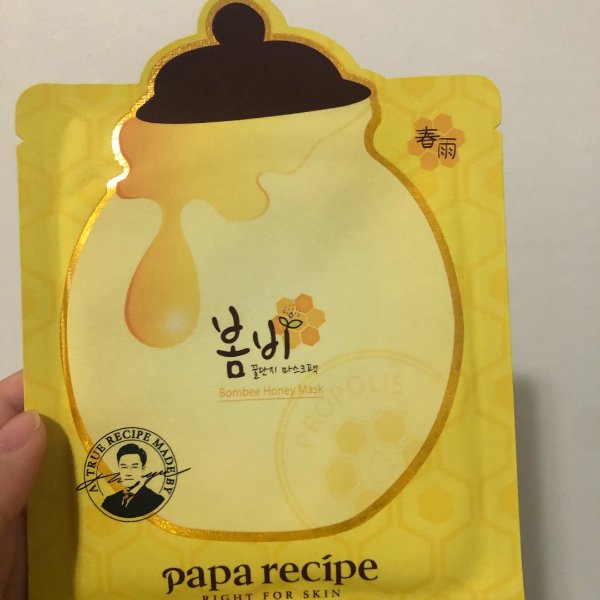 春雨
봄비
꿀단지 마스크팩
Bombee Honey Mask
PROPOLIS
A TRUE RECIPE MADE BY
papa recipe
RIGHT FOR SKIN